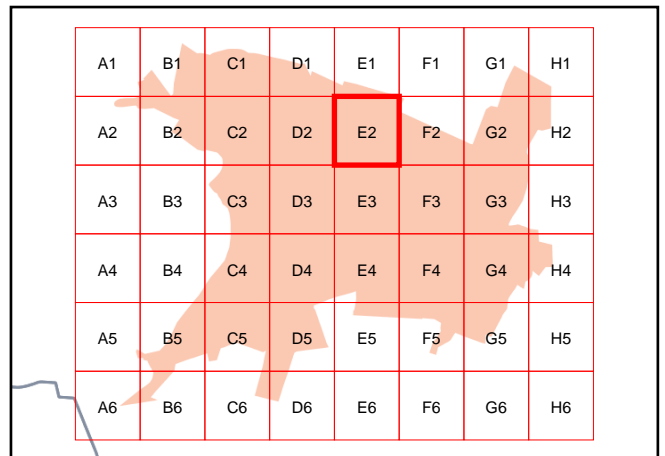 A1 B1 C1 D1 E1 F1 G1 H1
A2 B2 C2 D2 E2 F2 G2 H2
A3 B3 C3 D3 E3 F3 G3 H3
A4 B4 C4 D4 E4 F4 G4 H4
A5 B5 C5 D5 E5 F5 G5 H5
A6 B6 C6 D6 E6 F6 G6 H6